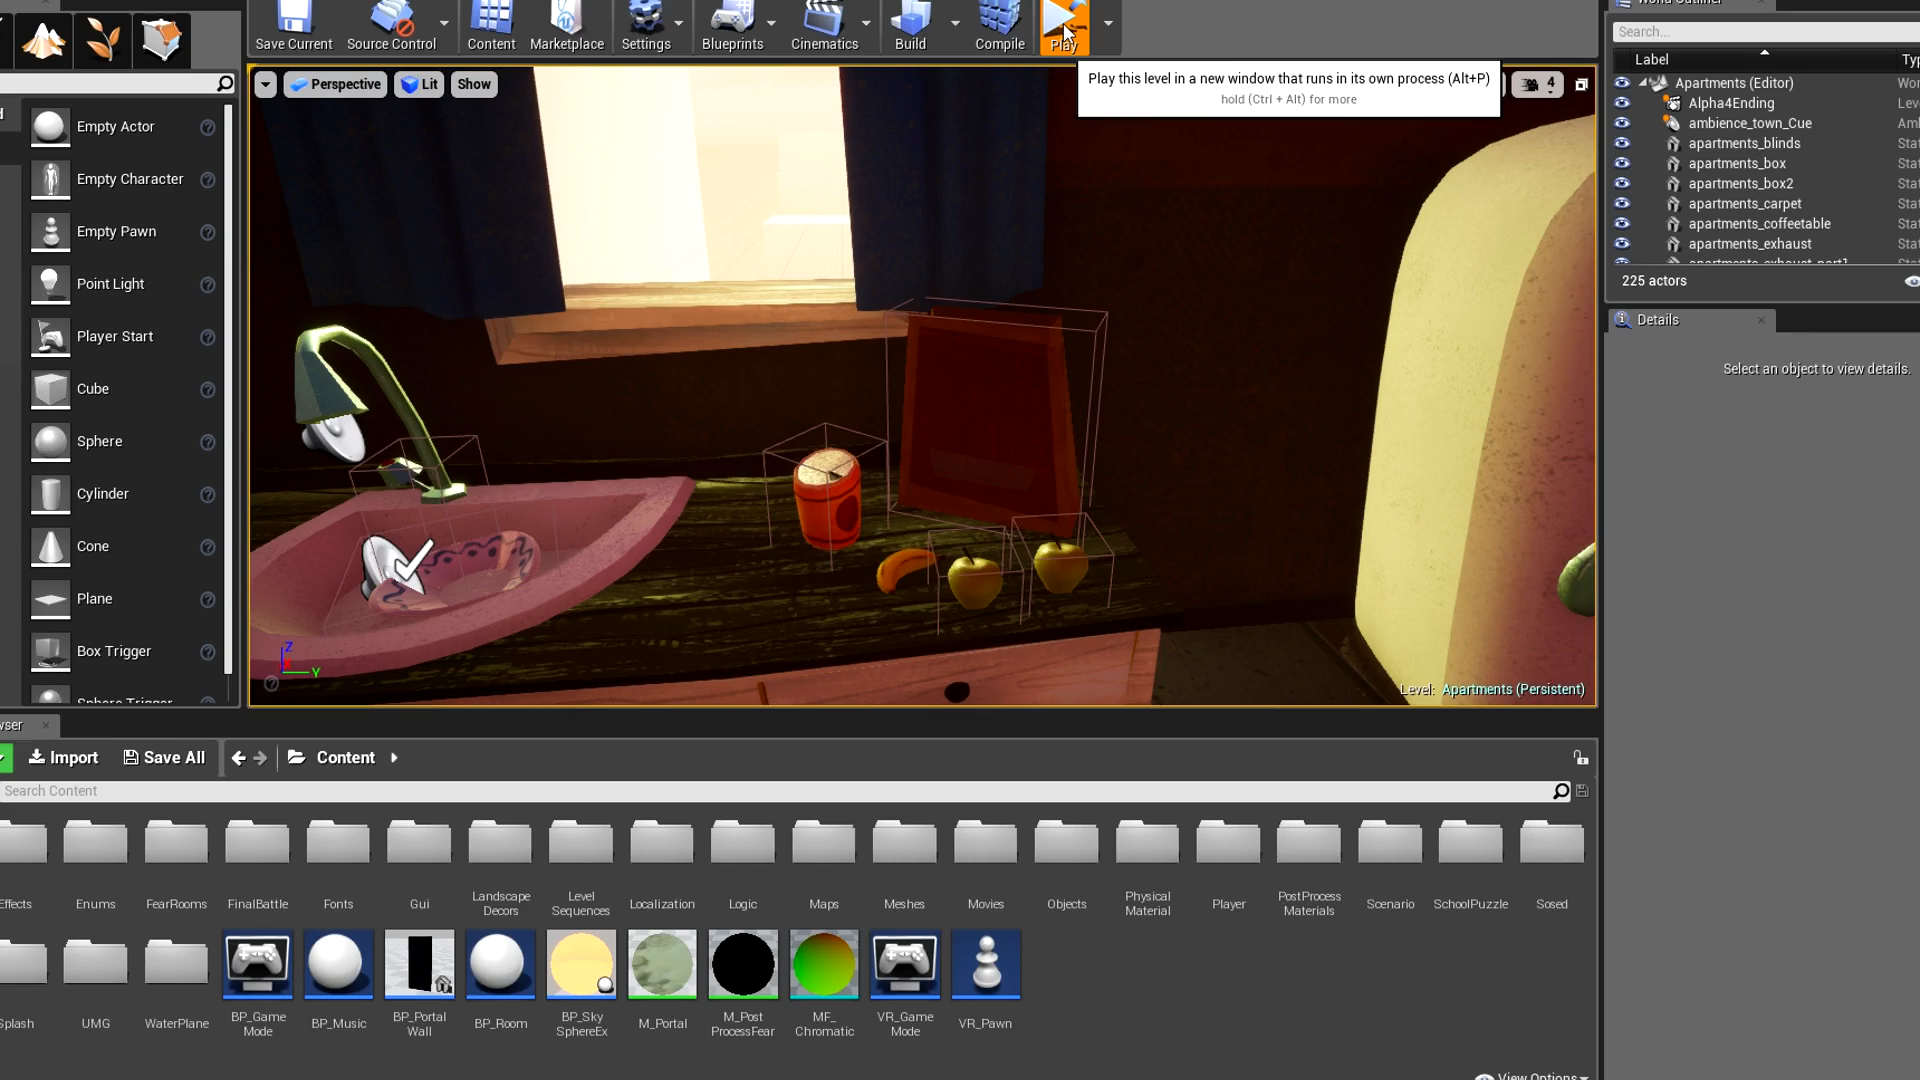 World Outliner
Save Current
Source Control
Content
Marketplace
Settings
Blueprints
Cinematics
Build
Compile
Play
Search...
Label
Perspective
Lit
Show
Play this level in a new window that runs in its own process (Alt+P)
hold (Ctrl + Alt) for more
4
Apartments (Editor)
Alpha4Ending
ambience_town_Cue
apartments_blinds
apartments_box
apartments_box2
apartments_carpet
apartments_coffeetable
apartments_exhaust
apartments_exhaust_part1
225 actors
Details
Select an object to view details.
Empty Actor
Empty Character
Empty Pawn
Point Light
Player Start
Cube
Sphere
Cylinder
Cone
Plane
Box Trigger
Sphere Trigger
Z
X
Y
Level: Apartments (Persistent)
Import
Save All
Content
Search Content
Effects
Enums
FearRooms
FinalBattle
Fonts
Gui
Landscape
Decors
Level
Sequences
Localization
Logic
Maps
Meshes
Movies
Objects
Physical
Material
Player
PostProcess
Materials
Scenario
SchoolPuzzle
Sosed
Splash
UMG
WaterPlane
BP_Game
Mode
BP_Music
BP_Portal
Wall
BP_Room
BP_Sky
SphereEx
M_Portal
M_Post
ProcessFear
MF_
Chromatic
VR_Game
Mode
VR_Pawn
View Options